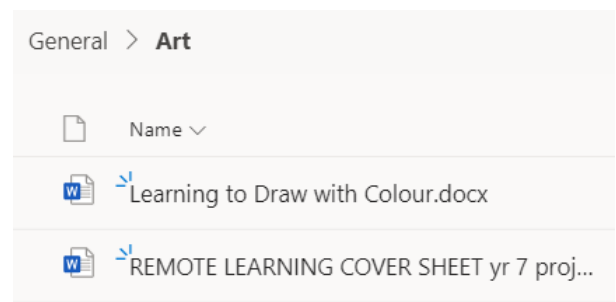 General > Art
Name
Learning to Draw with Colour.docx
REMOTE LEARNING COVER SHEET yr 7 proj...